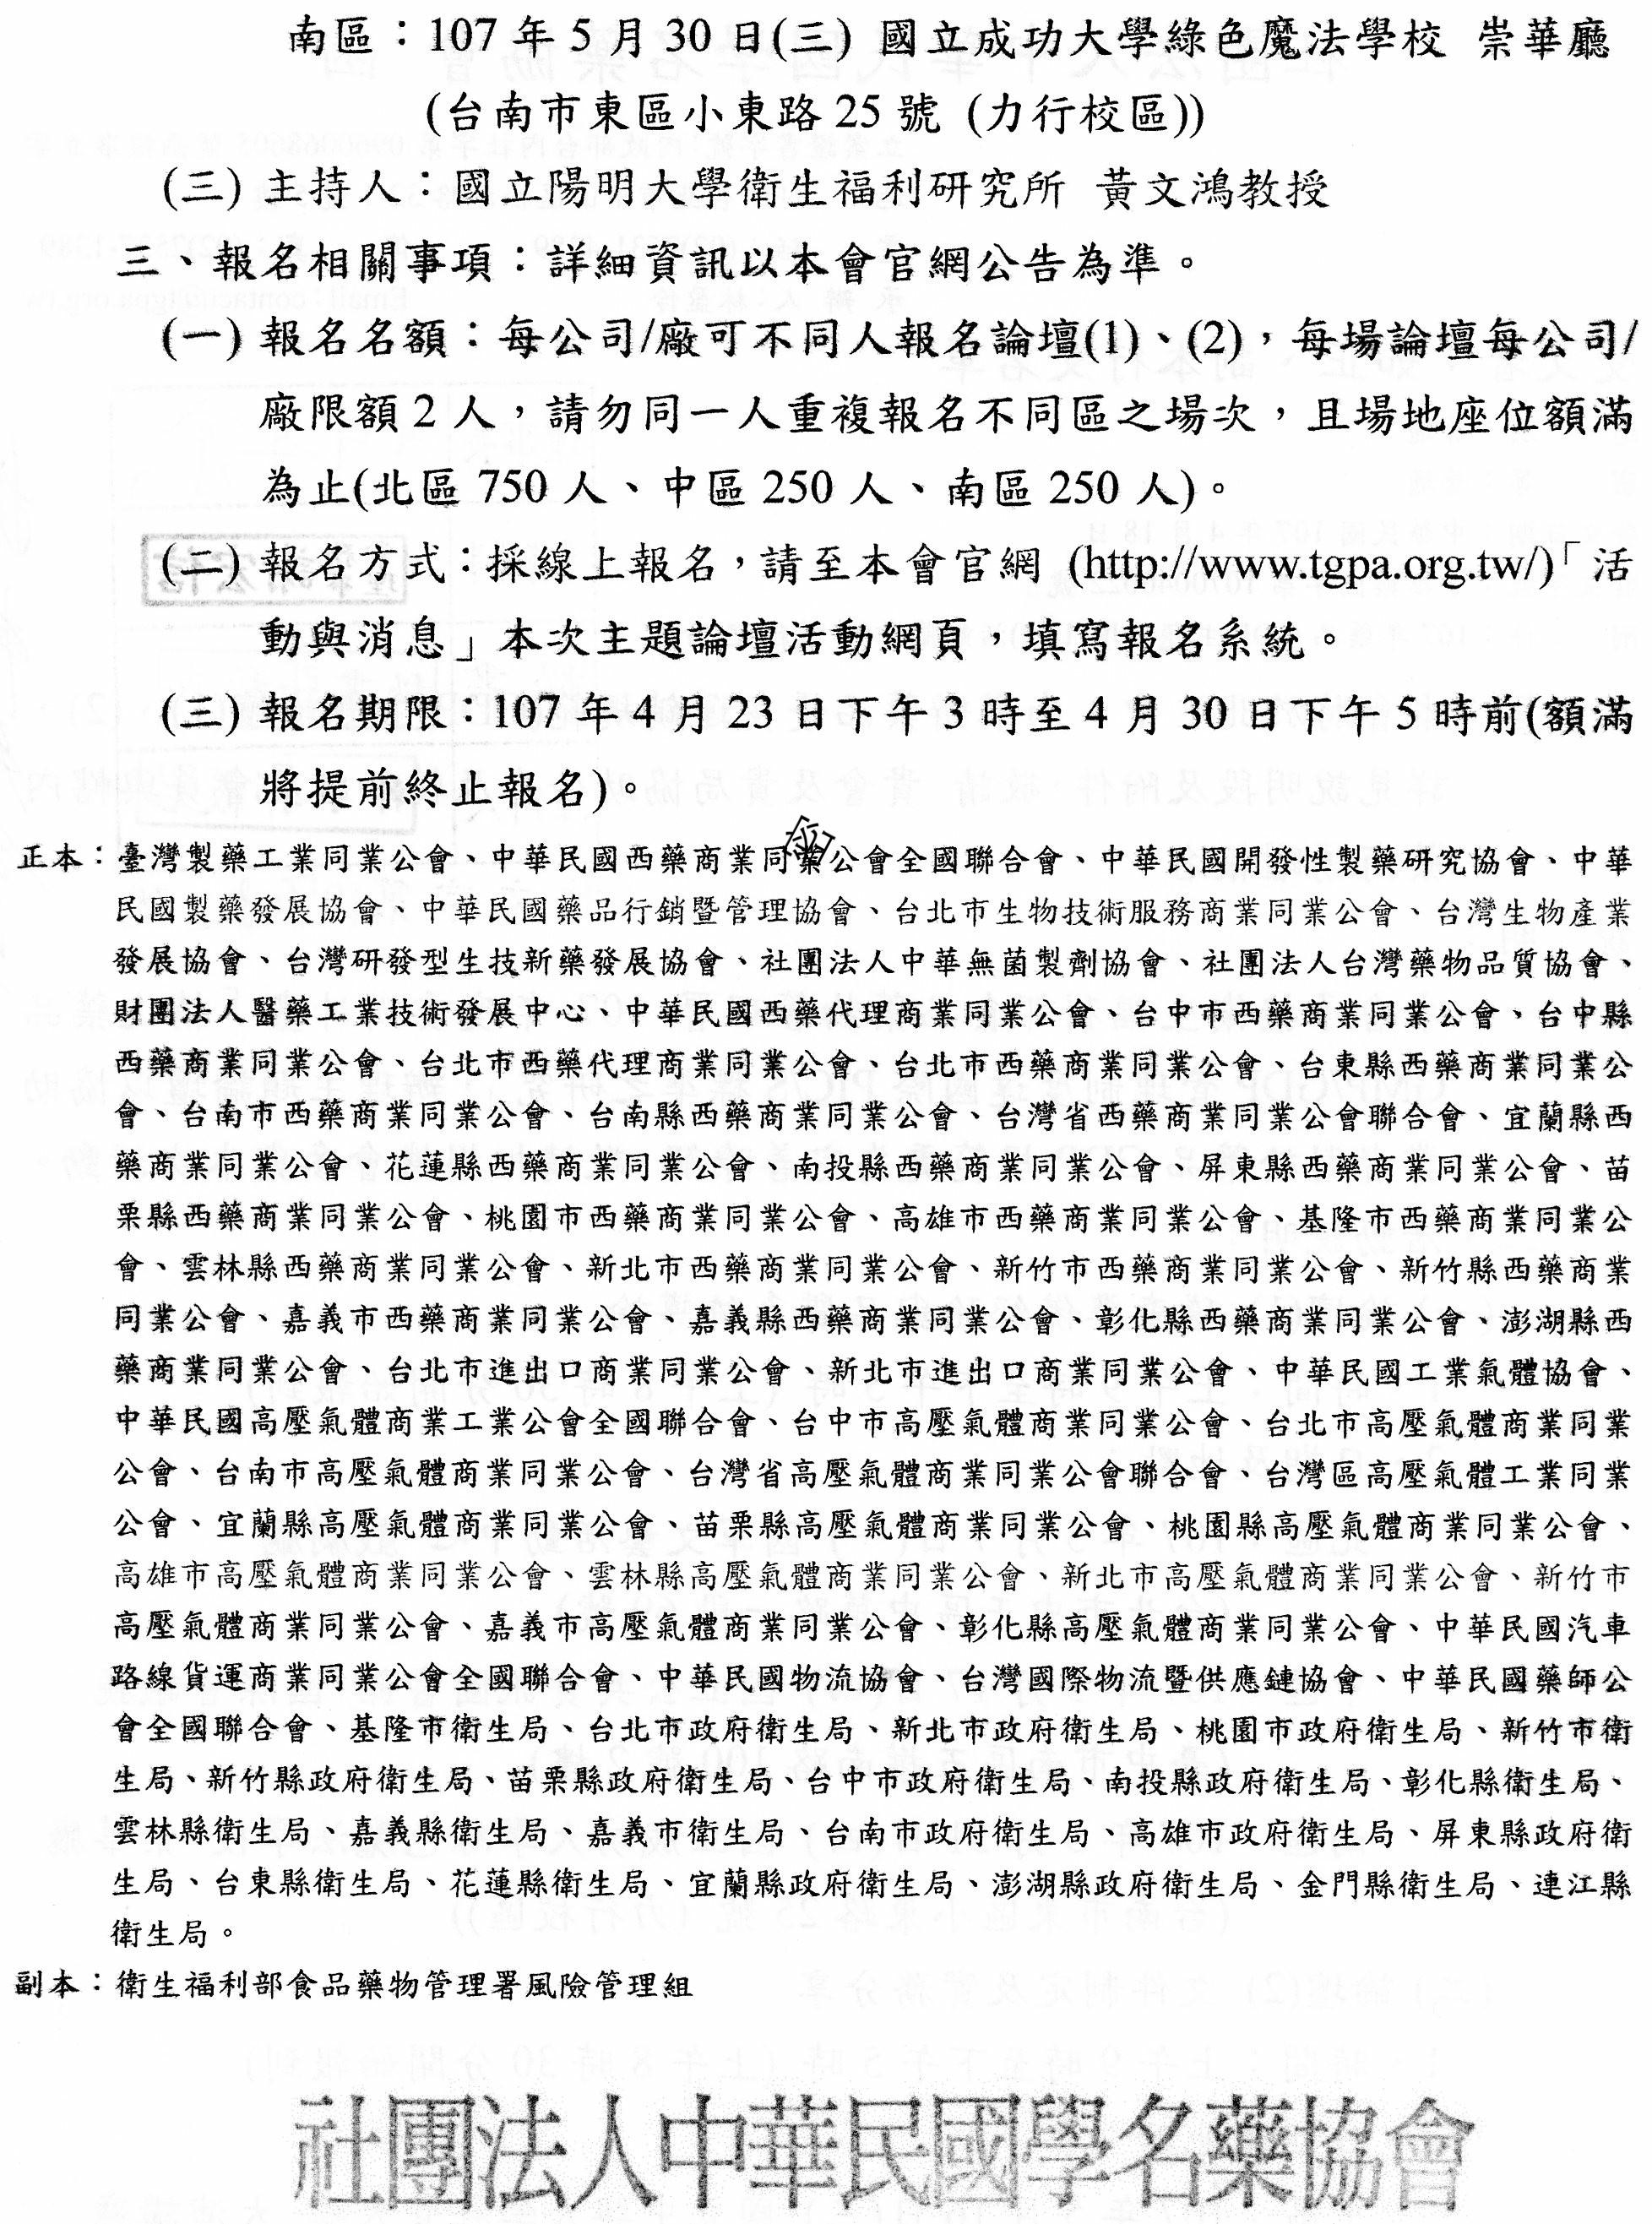 南區：107 年 5 月 30 日(三) 國立成功大學綠色魔法學校 崇華廳
(台南市東區小東路 25 號 (力行校區))
(三) 主持人：國立陽明大學衛生福利研究所 黃文鴻教授
三、報名相關事項：詳細資訊以本會官網公告為準。
(一) 報名名額：每公司/廠可不同人報名論壇(1)、(2)，每場論壇每公司/
廠限額 2 人，請勿同一人重複報名不同區之場次，且場地座位額滿
為止(北區 750 人、中區 250 人、南區 250 人)。
(二) 報名方式：採線上報名，請至本會官網 (http://www.tgpa.org.tw/)「活
動與消息」本次主題論壇活動網頁，填寫報名系統。
(三) 報名期限：107 年 4 月 23 日下午 3 時至 4 月 30 日下午 5 時前(額滿
將提前終止報名)。
正本：臺灣製藥工業同業公會、中華民國西藥商業同業公會全國聯合會、中華民國開發性製藥研究協會、中華
民國製藥發展協會、中華民國藥品行銷暨管理協會、台北市生物技術服務商業同業公會、台灣生物產業
發展協會、台灣研發型生技新藥發展協會、社團法人中華無菌製劑協會、社團法人台灣藥物品質協會、
財團法人醫藥工業技術發展中心、中華民國西藥代理商業同業公會、台中市西藥商業同業公會、台中縣
西藥商業同業公會、台北市西藥代理商業同業公會、台北市西藥商業同業公會、台東縣西藥商業同業公
會、台南市西藥商業同業公會、台南縣西藥商業同業公會、台灣省西藥商業同業公會聯合會、宜蘭縣西
藥商業同業公會、花蓮縣西藥商業同業公會、南投縣西藥商業同業公會、屏東縣西藥商業同業公會、苗
栗縣西藥商業同業公會、桃園市西藥商業同業公會、高雄市西藥商業同業公會、基隆市西藥商業同業公
會、雲林縣西藥商業同業公會、新北市西藥商業同業公會、新竹市西藥商業同業公會、新竹縣西藥商業
同業公會、嘉義市西藥商業同業公會、嘉義縣西藥商業同業公會、彰化縣西藥商業同業公會、澎湖縣西
藥商業同業公會、台北市進出口商業同業公會、新北市進出口商業同業公會、中華民國工業氣體協會、
中華民國高壓氣體商業工業公會全國聯合會、台中市高壓氣體商業同業公會、台北市高壓氣體商業同業
公會、台南市高壓氣體商業同業公會、台灣省高壓氣體商業同業公會聯合會、台灣區高壓氣體工業同業
公會、宜蘭縣高壓氣體商業同業公會、苗栗縣高壓氣體商業同業公會、桃園縣高壓氣體商業同業公會、
高雄市高壓氣體商業同業公會、雲林縣高壓氣體商業同業公會、新北市高壓氣體商業同業公會、新竹市
高壓氣體商業同業公會、嘉義市高壓氣體商業同業公會、彰化縣高壓氣體商業同業公會、中華民國汽車
路線貨運商業同業公會全國聯合會、中華民國物流協會、台灣國際物流暨供應鏈協會、中華民國藥師公
會全國聯合會、基隆市衛生局、台北市政府衛生局、新北市政府衛生局、桃園市政府衛生局、新竹市衛
生局、新竹縣政府衛生局、苗栗縣政府衛生局、台中市政府衛生局、南投縣政府衛生局、彰化縣衛生局、
雲林縣衛生局、嘉義縣衛生局、嘉義市衛生局、台南市政府衛生局、高雄市政府衛生局、屏東縣政府衛
生局、台東縣衛生局、花蓮縣衛生局、宜蘭縣政府衛生局、澎湖縣政府衛生局、金門縣衛生局、連江縣
衛生局。
副本：衛生福利部食品藥物管理署風險管理組
社團法人中華民國學名藥協會